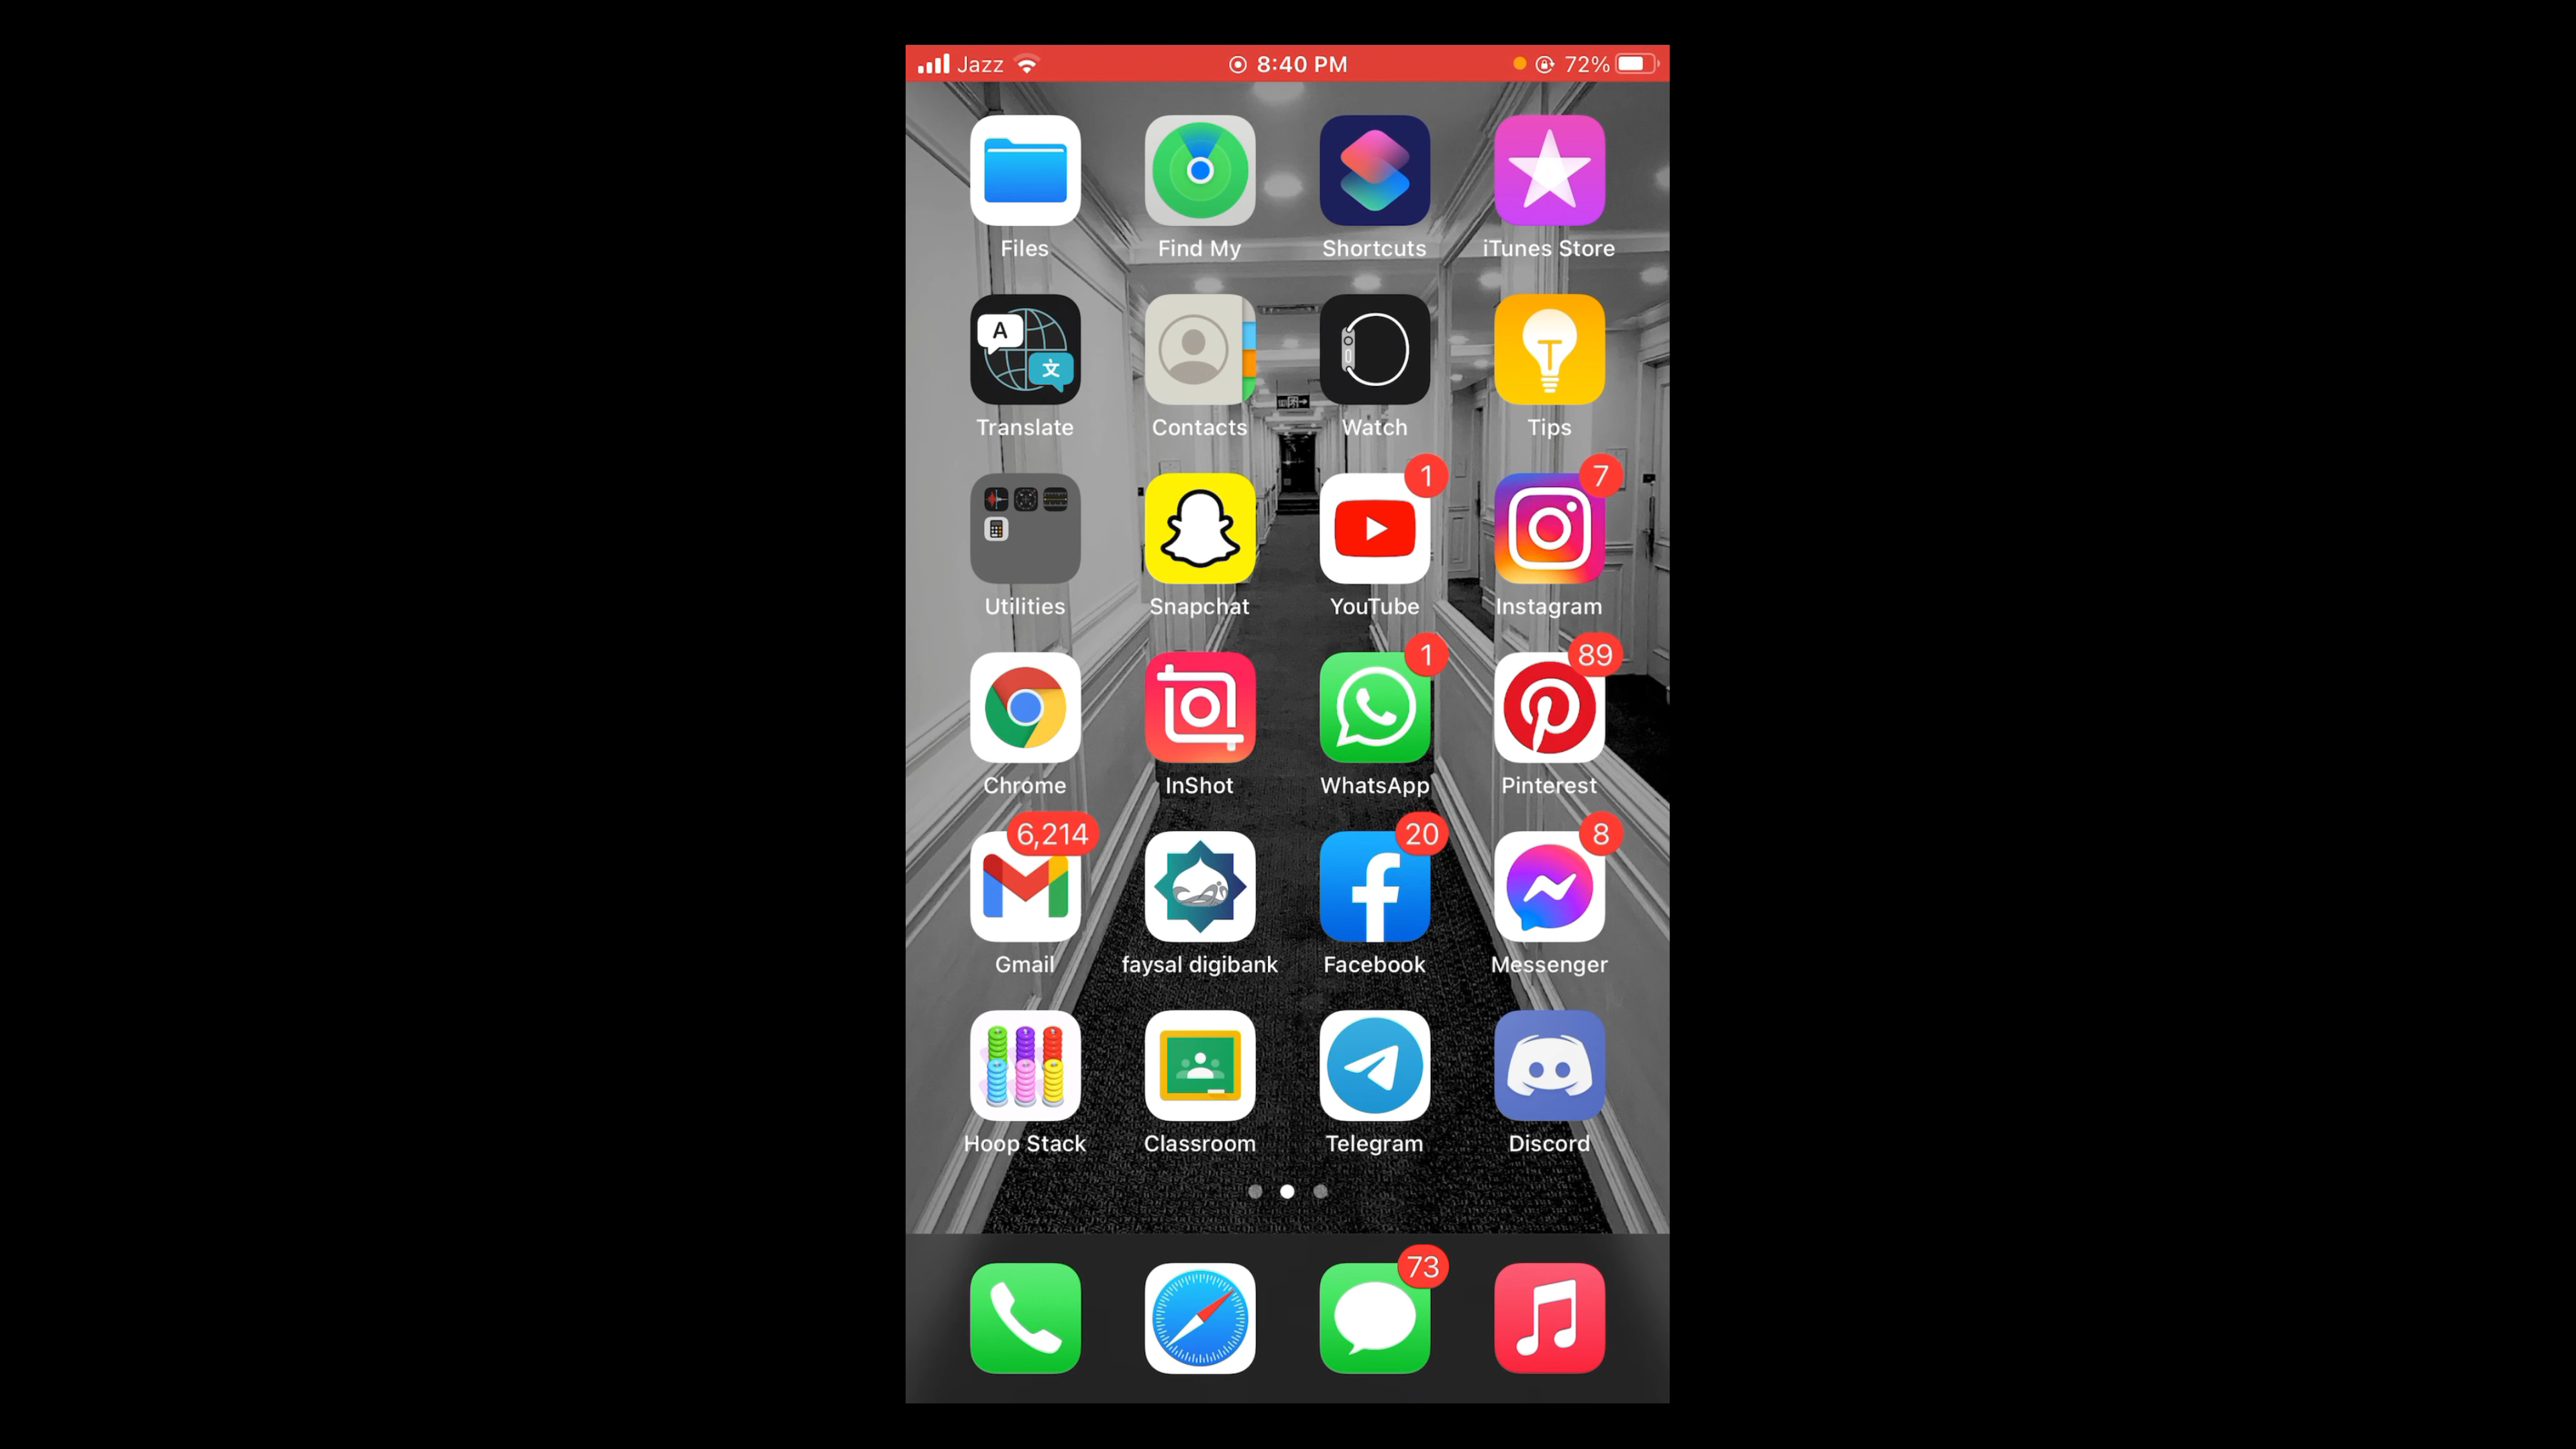 Jazz 8:40 PM 72%
Files Find My Shortcuts iTunes Store
A 文
Translate Contacts Watch Tips
1 7
Utilities Snapchat YouTube Instagram
1 89
Chrome InShot WhatsApp Pinterest
6,214 20 8
Gmail faysal digibank Facebook Messenger
Hoop Stack Classroom Telegram Discord
73